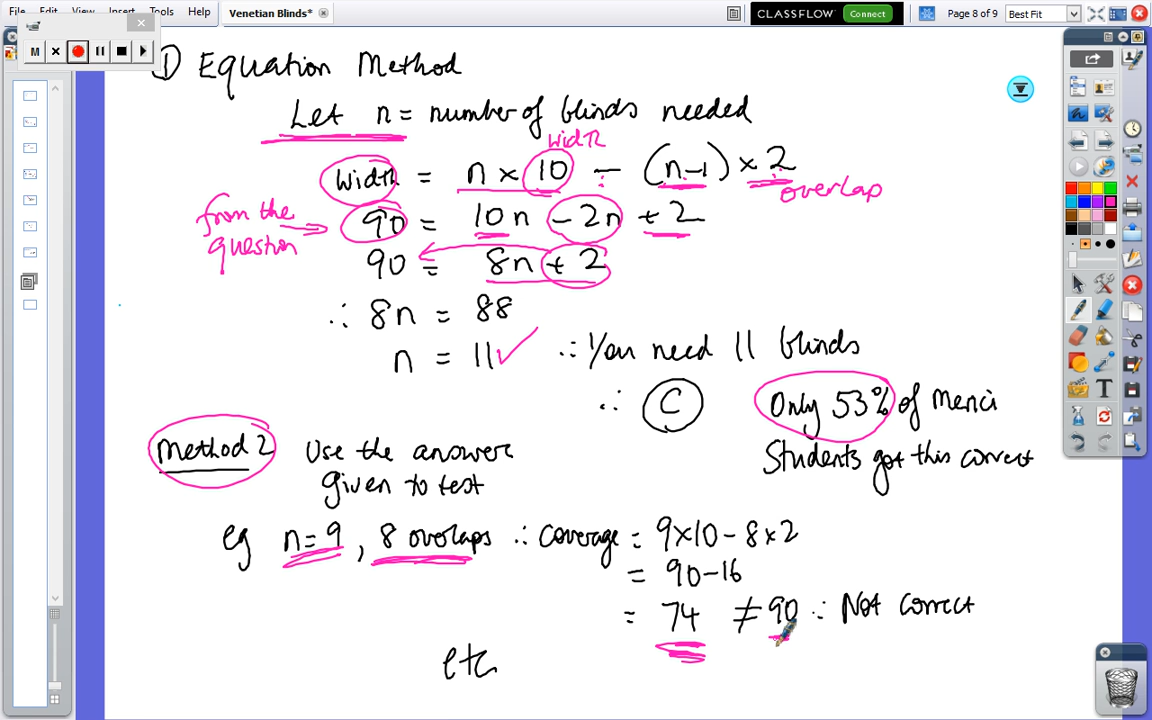 File Edit View Insert Tools Help
Venetian Blinds*
CLASSFLOW Connect
Page 8 of 9
Best Fit
M
① Equation Method
Let n = number of blinds needed
width
Width = n × 10 - (n-1) × 2
overlap
from the question
90 = 10n - 2n + 2
90 = 8n + 2
∴ 8n = 88
n = 11 ✓ ∴ You need 11 blinds
∴ C
Only 53% of Menci
Students got this correct
Method 2 Use the answers
given to test
eg n=9, 8 overlaps ∴ coverage = 9×10 - 8×2
= 90-16
= 74 ≠ 90 ∴ Not correct
etc
T